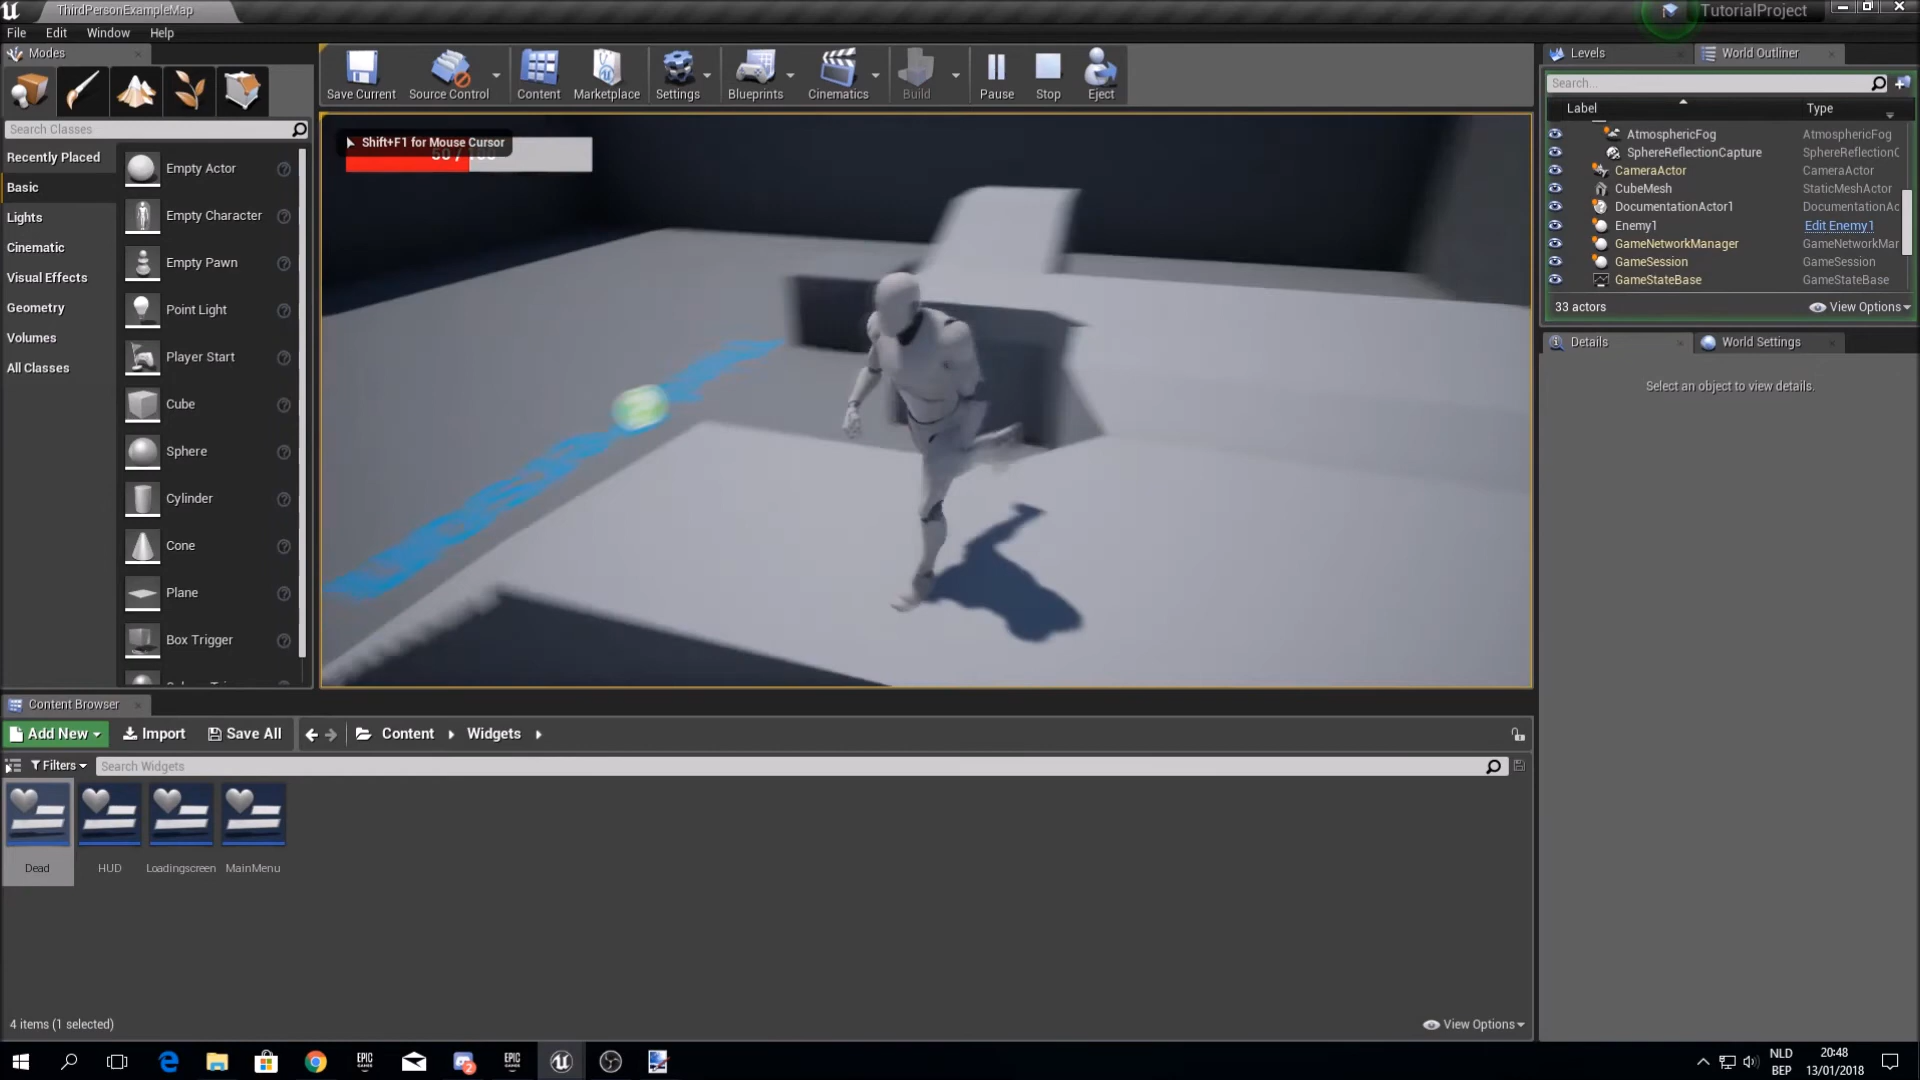 ThirdPersonExampleMap
TutorialProject
File Edit Window Help
Modes
Save Current
Source Control
Content
Marketplace
Settings
Blueprints
Cinematics
Build
Pause
Stop
Eject
Search Classes
Recently Placed
Basic
Lights
Cinematic
Visual Effects
Geometry
Volumes
All Classes
Empty Actor
Empty Character
Empty Pawn
Point Light
Player Start
Cube
Sphere
Cylinder
Cone
Plane
Box Trigger
Shift+F1 for Mouse Cursor
Levels
World Outliner
Search...
Label Type
AtmosphericFog AtmosphericFog
SphereReflectionCapture SphereReflectionC
CameraActor CameraActor
CubeMesh StaticMeshActor
DocumentationActor1 DocumentationAc
Enemy1 Edit Enemy1
GameNetworkManager GameNetworkMar
GameSession GameSession
GameStateBase GameStateBase
33 actors View Options
Details
World Settings
Select an object to view details.
Content Browser
Add New Import Save All Content Widgets
Filters Search Widgets
Dead
HUD
Loadingscreen
MainMenu
4 items (1 selected)
View Options
EPIC GAMES
2
EPIC GAMES
NLD
BEP
20:48
13/01/2018